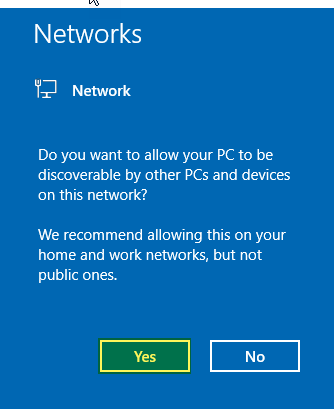 Networks
Network
Do you want to allow your PC to be
discoverable by other PCs and devices
on this network?
We recommend allowing this on your
home and work networks, but not
public ones.
Yes
No